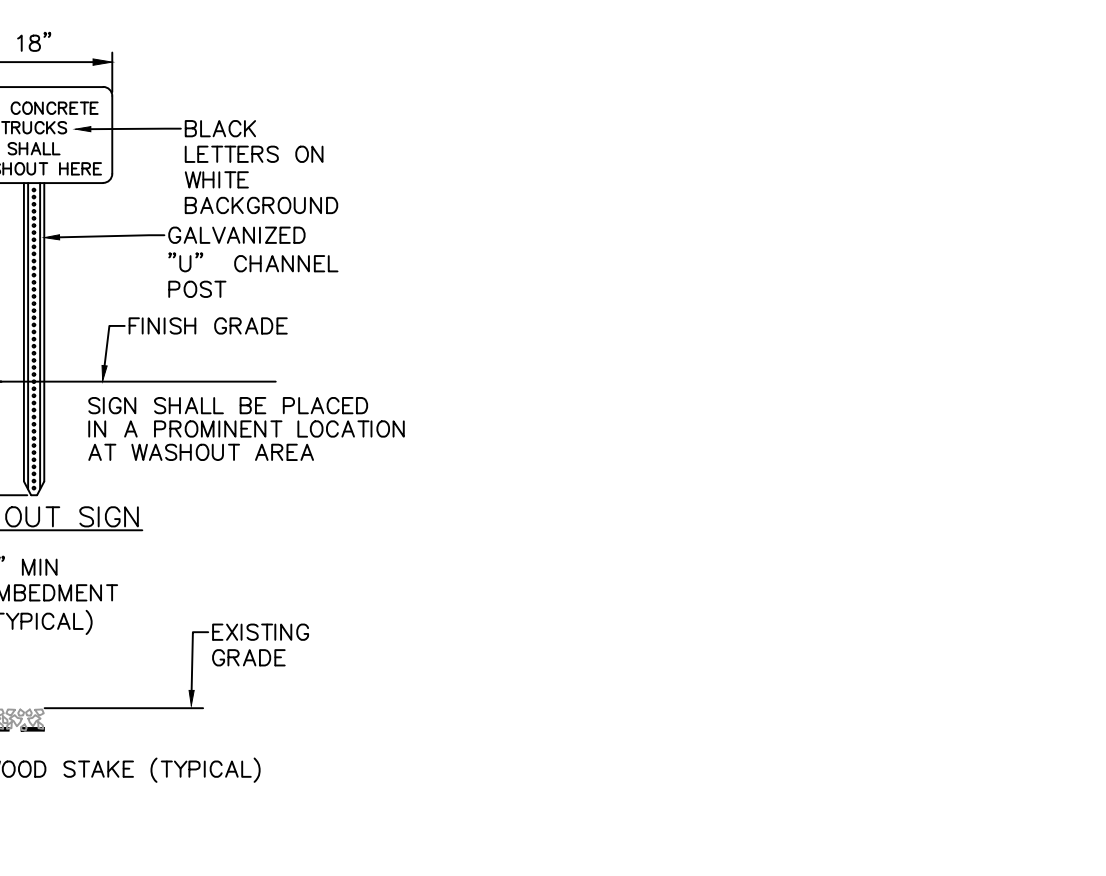 18”
CONCRETE
TRUCKS
SHALL
SHOUT HERE
BLACK
LETTERS ON
WHITE
BACKGROUND
GALVANIZED
”U” CHANNEL
POST
FINISH GRADE
SIGN SHALL BE PLACED
IN A PROMINENT LOCATION
AT WASHOUT AREA
OUT SIGN
” MIN
MBEDMENT
TYPICAL)
EXISTING
GRADE
OOD STAKE (TYPICAL)